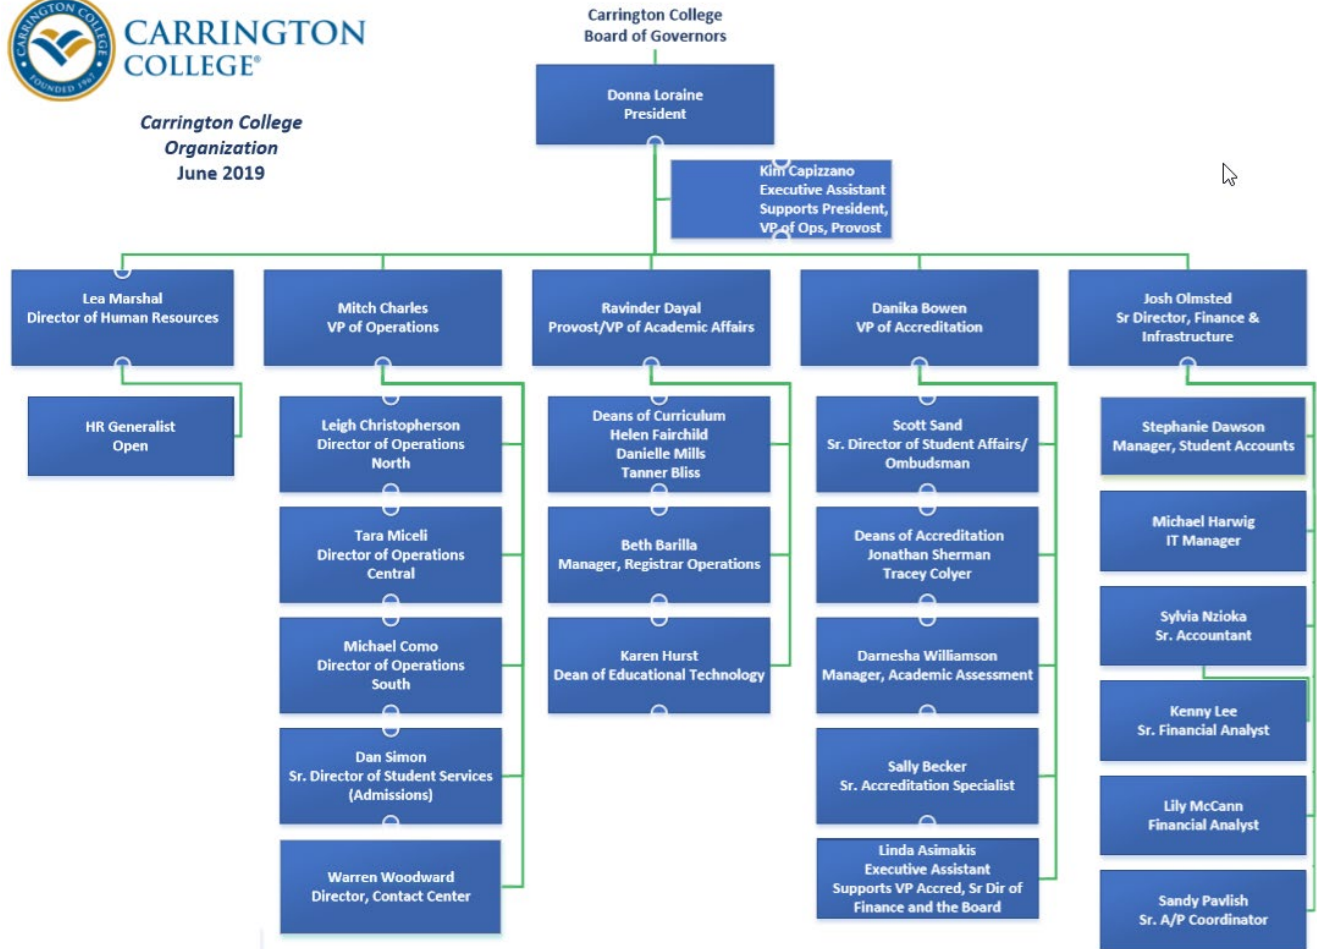 CARRINGTON COLLEGE
FOUNDED 1967
CARRINGTON
COLLEGE®
Carrington College
Organization
June 2019
Carrington College
Board of Governors
Donna Loraine
President
Kim Capizzano
Executive Assistant
Supports President,
VP of Ops, Provost
Lea Marshal
Director of Human Resources
HR Generalist
Open
Mitch Charles
VP of Operations
Leigh Christopherson
Director of Operations
North
Tara Miceli
Director of Operations
Central
Michael Como
Director of Operations
South
Dan Simon
Sr. Director of Student Services
(Admissions)
Warren Woodward
Director, Contact Center
Ravinder Dayal
Provost/VP of Academic Affairs
Deans of Curriculum
Helen Fairchild
Danielle Mills
Tanner Bliss
Beth Barilla
Manager, Registrar Operations
Karen Hurst
Dean of Educational Technology
Danika Bowen
VP of Accreditation
Scott Sand
Sr. Director of Student Affairs/
Ombudsman
Deans of Accreditation
Jonathan Sherman
Tracey Colyer
Darnesha Williamson
Manager, Academic Assessment
Sally Becker
Sr. Accreditation Specialist
Linda Asimakis
Executive Assistant
Supports VP Accred, Sr Dir of
Finance and the Board
Josh Olmsted
Sr Director, Finance &
Infrastructure
Stephanie Dawson
Manager, Student Accounts
Michael Harwig
IT Manager
Sylvia Nzioka
Sr. Accountant
Kenny Lee
Sr. Financial Analyst
Lily McCann
Financial Analyst
Sandy Pavlish
Sr. A/P Coordinator